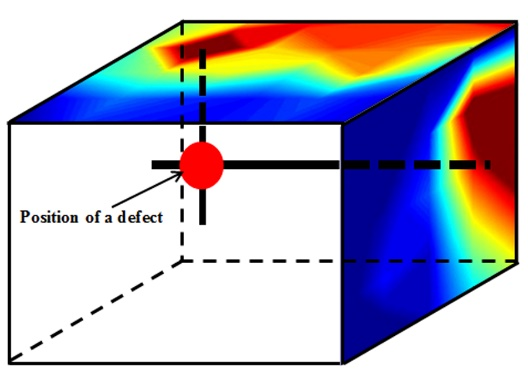 Position of a defect